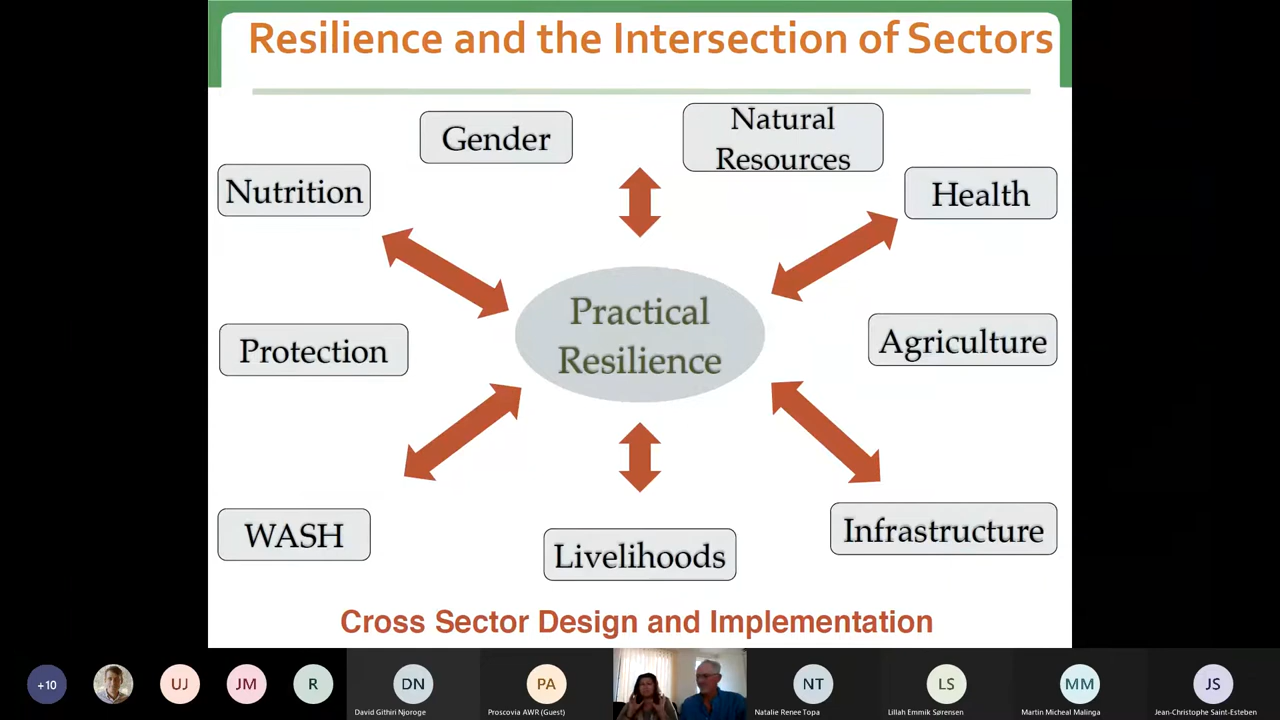 Resilience and the Intersection of Sectors
Gender
Natural
Resources
Nutrition
Health
Practical
Resilience
Protection
Agriculture
WASH
Livelihoods
Infrastructure
Cross Sector Design and Implementation
+10
UJ
JM
R
DN
David Githiri Njoroge
PA
Proscovia AWR (Guest)
NT
Natalie Renee Topa
LS
Lillah Emmik Sørensen
MM
Martin Micheal Malinga
JS
Jean-Christophe Saint-Esteben